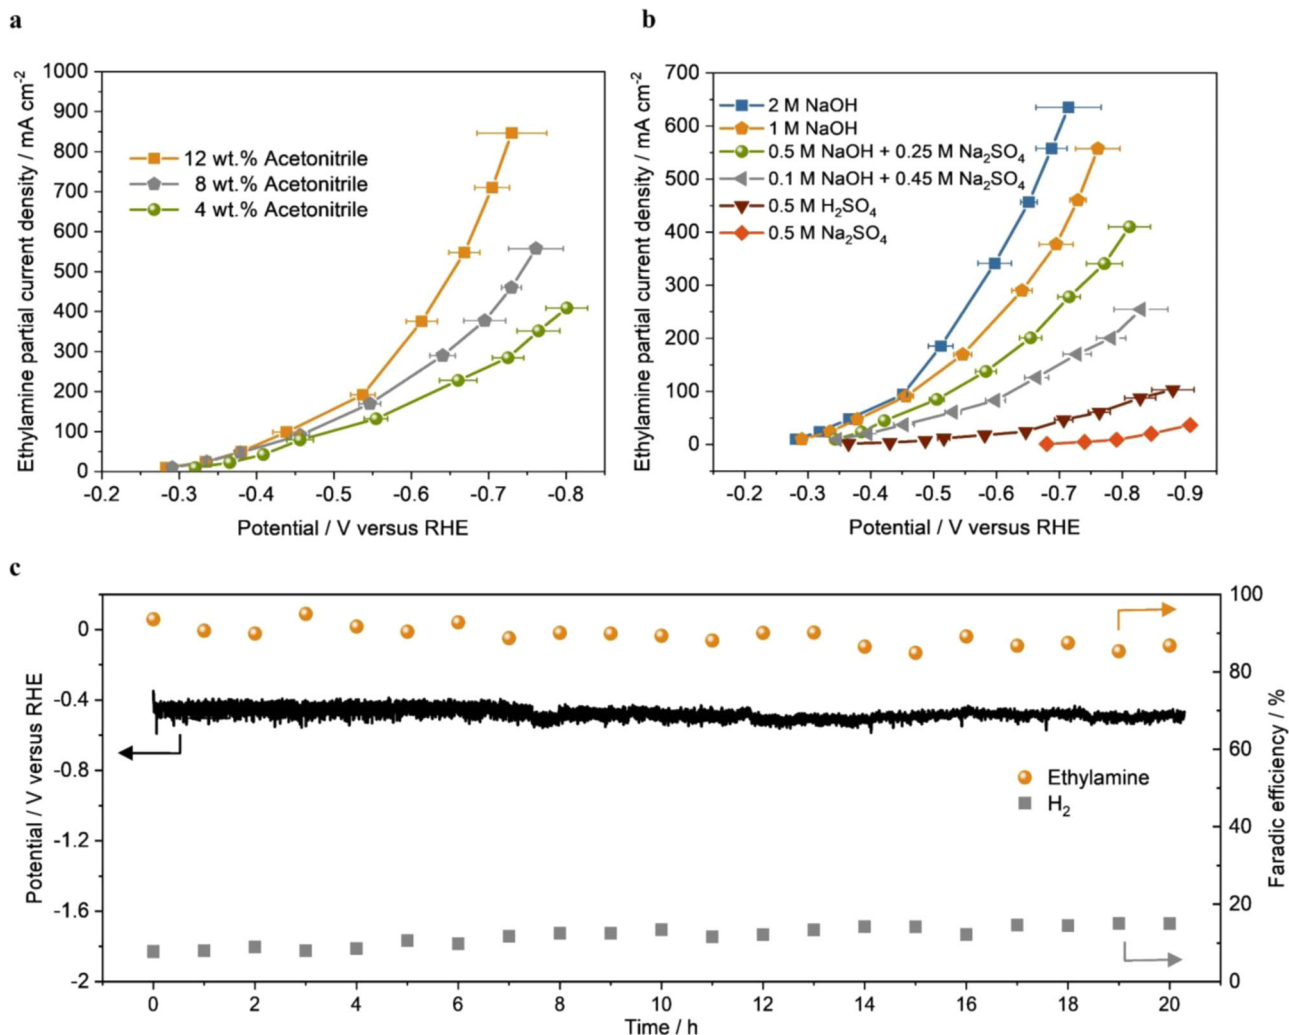 a
Ethylamine partial current density / mA cm⁻²
1000
900
800
700
600
500
400
300
200
100
0
12 wt.% Acetonitrile
8 wt.% Acetonitrile
4 wt.% Acetonitrile
-0.2
-0.3
-0.4
-0.5
-0.6
-0.7
-0.8
Potential / V versus RHE
b
Ethylamine partial current density / mA cm⁻²
700
600
500
400
300
200
100
0
2 M NaOH
1 M NaOH
0.5 M NaOH + 0.25 M Na₂SO₄
0.1 M NaOH + 0.45 M Na₂SO₄
0.5 M H₂SO₄
0.5 M Na₂SO₄
-0.2
-0.3
-0.4
-0.5
-0.6
-0.7
-0.8
-0.9
Potential / V versus RHE
c
Potential / V versus RHE
0
-0.4
-0.8
-1.2
-1.6
-2
Ethylamine
H₂
100
80
60
40
20
0
Faradic efficiency / %
0
2
4
6
8
10
12
14
16
18
20
Time / h